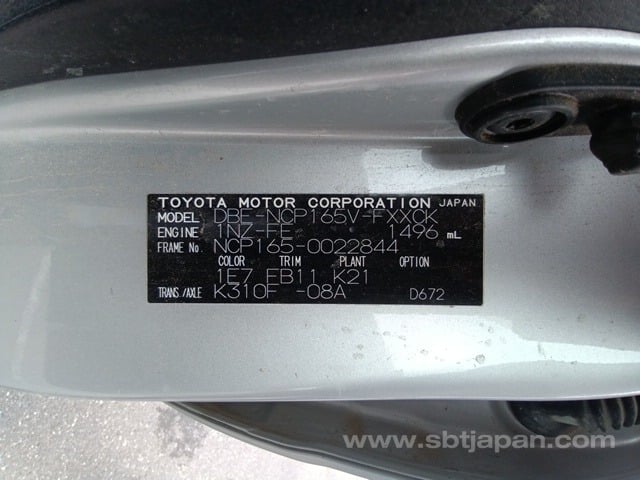 TOYOTA MOTOR CORPORATION JAPAN
MODEL DBE-NCP165V-FXXCK
ENGINE 1NZ-FE 1496 mL
FRAME No. NCP165-0022844
COLOR TRIM PLANT OPTION
1E7 FB11 K21
TRANS./AXLE K310F -08A D672
www.sbtjapan.com